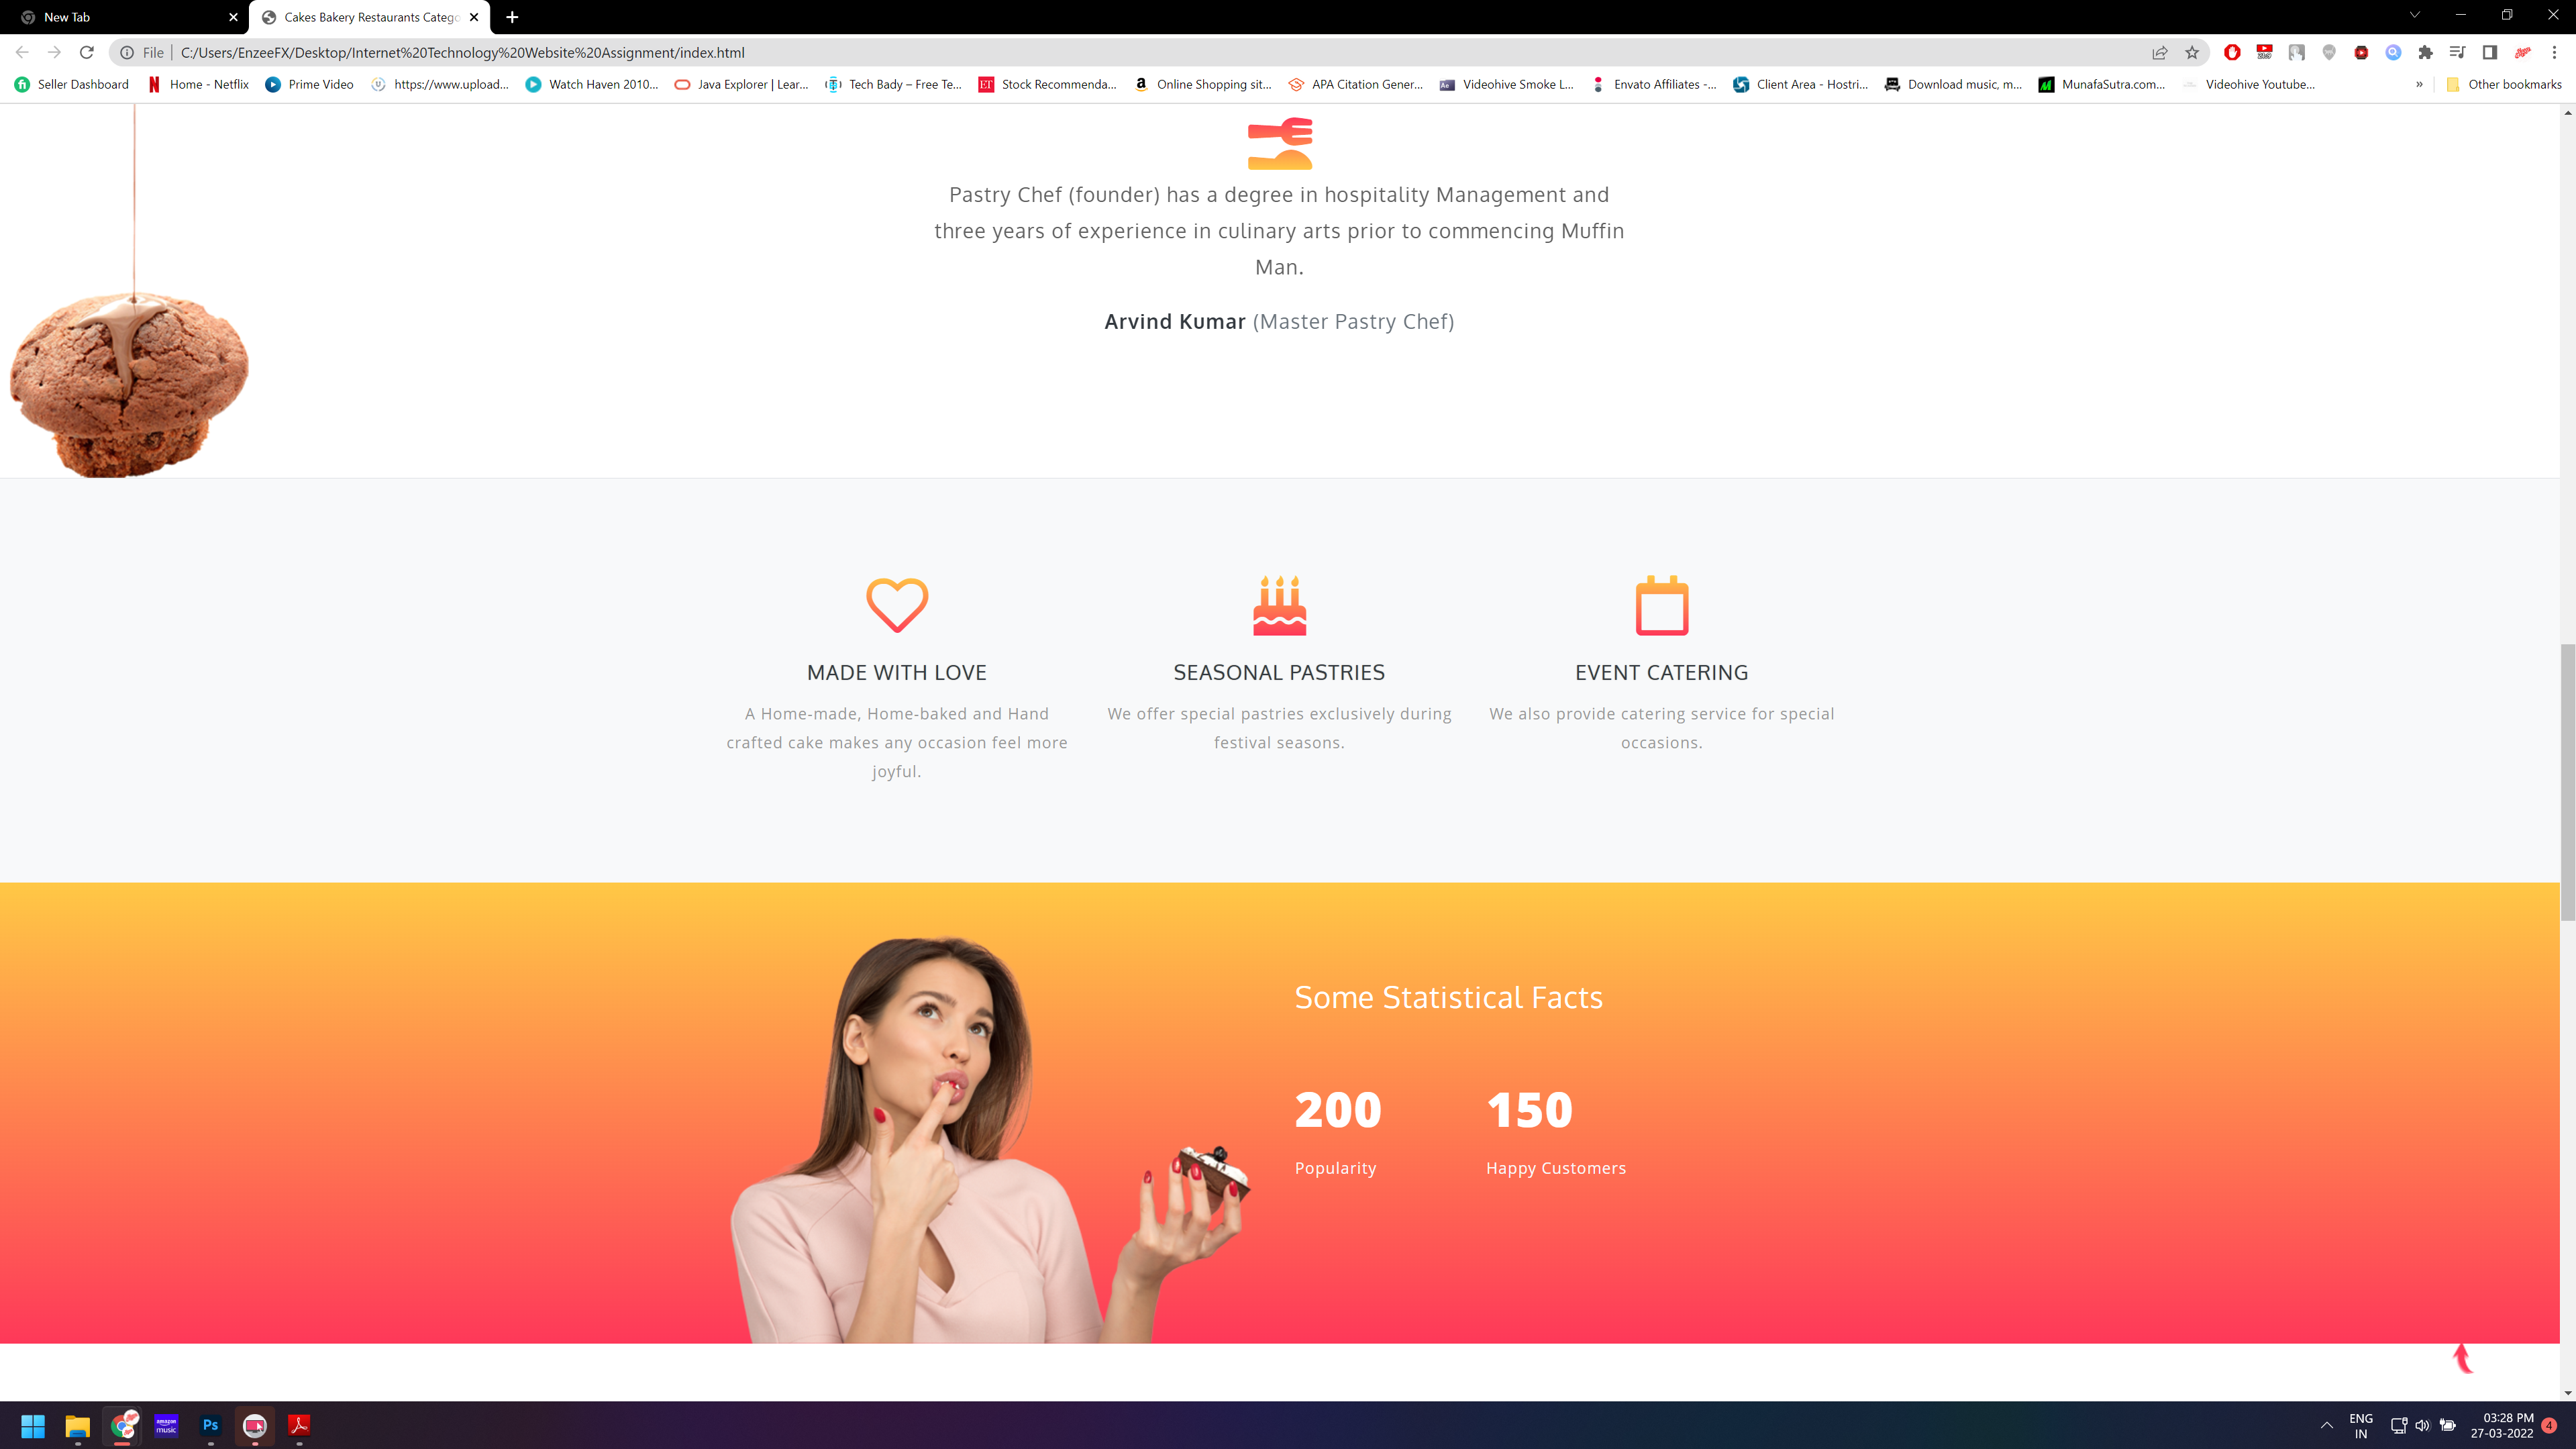 New Tab
Cakes Bakery Restaurants Catego
File
C:/Users/EnzeeFX/Desktop/Internet%20Technology%20Website%20Assignment/index.html
Seller Dashboard
Home - Netflix
Prime Video
https://www.upload...
Watch Haven 2010...
Java Explorer | Lear...
Tech Bady – Free Te...
ET
Stock Recommenda...
Online Shopping sit...
APA Citation Gener...
Ae
Videohive Smoke L...
Envato Affiliates -...
Client Area - Hostri...
Download music, m...
MunafaSutra.com...
Videohive Youtube...
»
Other bookmarks
Pastry Chef (founder) has a degree in hospitality Management and
three years of experience in culinary arts prior to commencing Muffin
Man.
Arvind Kumar (Master Pastry Chef)
MADE WITH LOVE
A Home-made, Home-baked and Hand
crafted cake makes any occasion feel more
joyful.
SEASONAL PASTRIES
We offer special pastries exclusively during
festival seasons.
EVENT CATERING
We also provide catering service for special
occasions.
Some Statistical Facts
200
Popularity
150
Happy Customers
amazon
music
Ps
ENG
IN
03:28 PM
27-03-2022
4